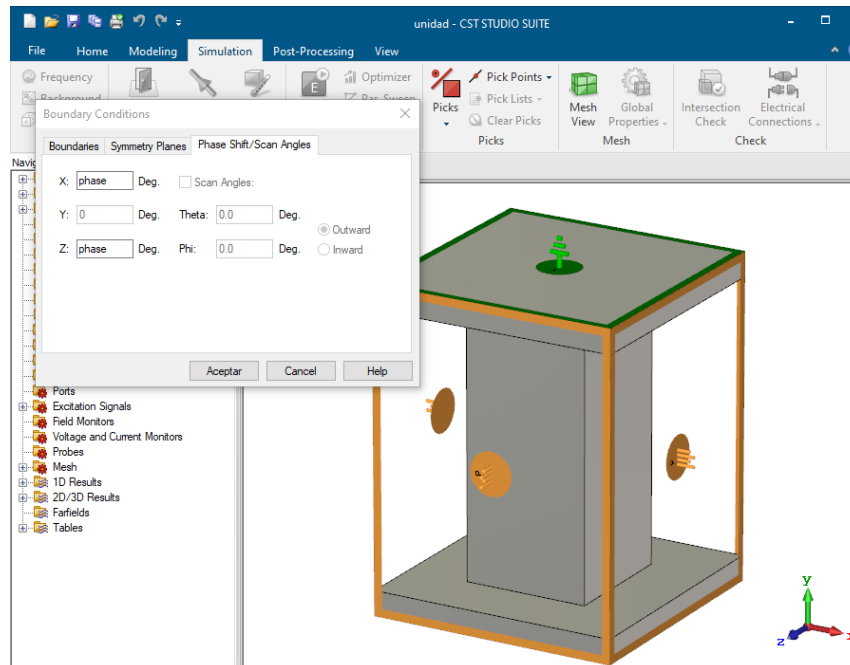 unidad - CST STUDIO SUITE
File Home Modeling Simulation Post-Processing View
Frequency
Background
E
Optimizer
Par. Sweep
Picks
Pick Points
Pick Lists
Clear Picks
Picks
Mesh View
Global Properties
Mesh
Intersection Check
Electrical Connections
Check
Boundary Conditions
Boundaries Symmetry Planes Phase Shift/Scan Angles
X: phase Deg. Scan Angles:
Y: 0 Deg. Theta: 0.0 Deg.
Outward
Z: phase Deg. Phi: 0.0 Deg. Inward
Aceptar Cancel Help
Ports
Excitation Signals
Field Monitors
Voltage and Current Monitors
Probes
Mesh
1D Results
2D/3D Results
Farfields
Tables
y
z
x